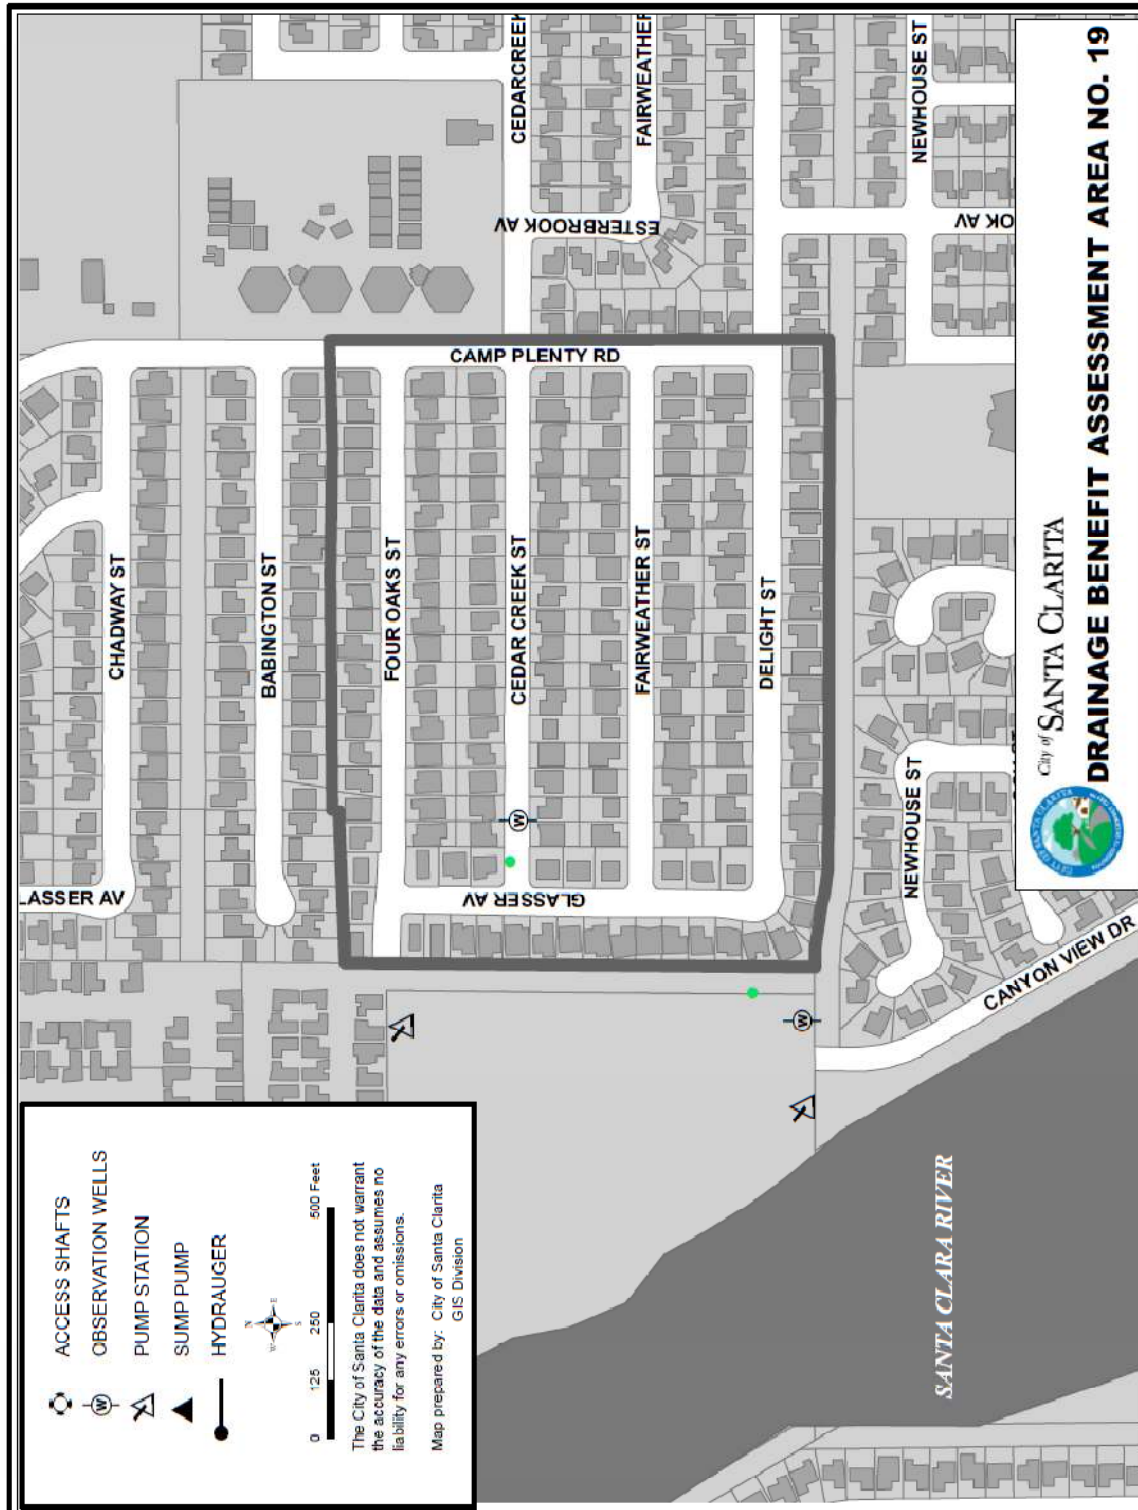 City of SANTA CLARITA
DRAINAGE BENEFIT ASSESSMENT AREA NO. 19
ACCESS SHAFTS
OBSERVATION WELLS
PUMP STATION
SUMP PUMP
HYDRAUGER
N
W
E
S
0 125 250 500 Feet
The City of Santa Clarita does not warrant
the accuracy of the data and assumes no
liability for any errors or omissions.
Map prepared by: City of Santa Clarita
GIS Division
LASSER AV
CHADWAY ST
BABINGTON ST
FOUR OAKS ST
CEDAR CREEK ST
FAIRWEATHER ST
DELIGHT ST
GLASSER AV
CAMP PLENTY RD
CEDARCREEK
FAIRWEATHER
NEWHOUSE ST
ESTERBROOK AV
OOK AV
NEWHOUSE ST
CANYON VIEW DR
SANTA CLARA RIVER
W
W
W